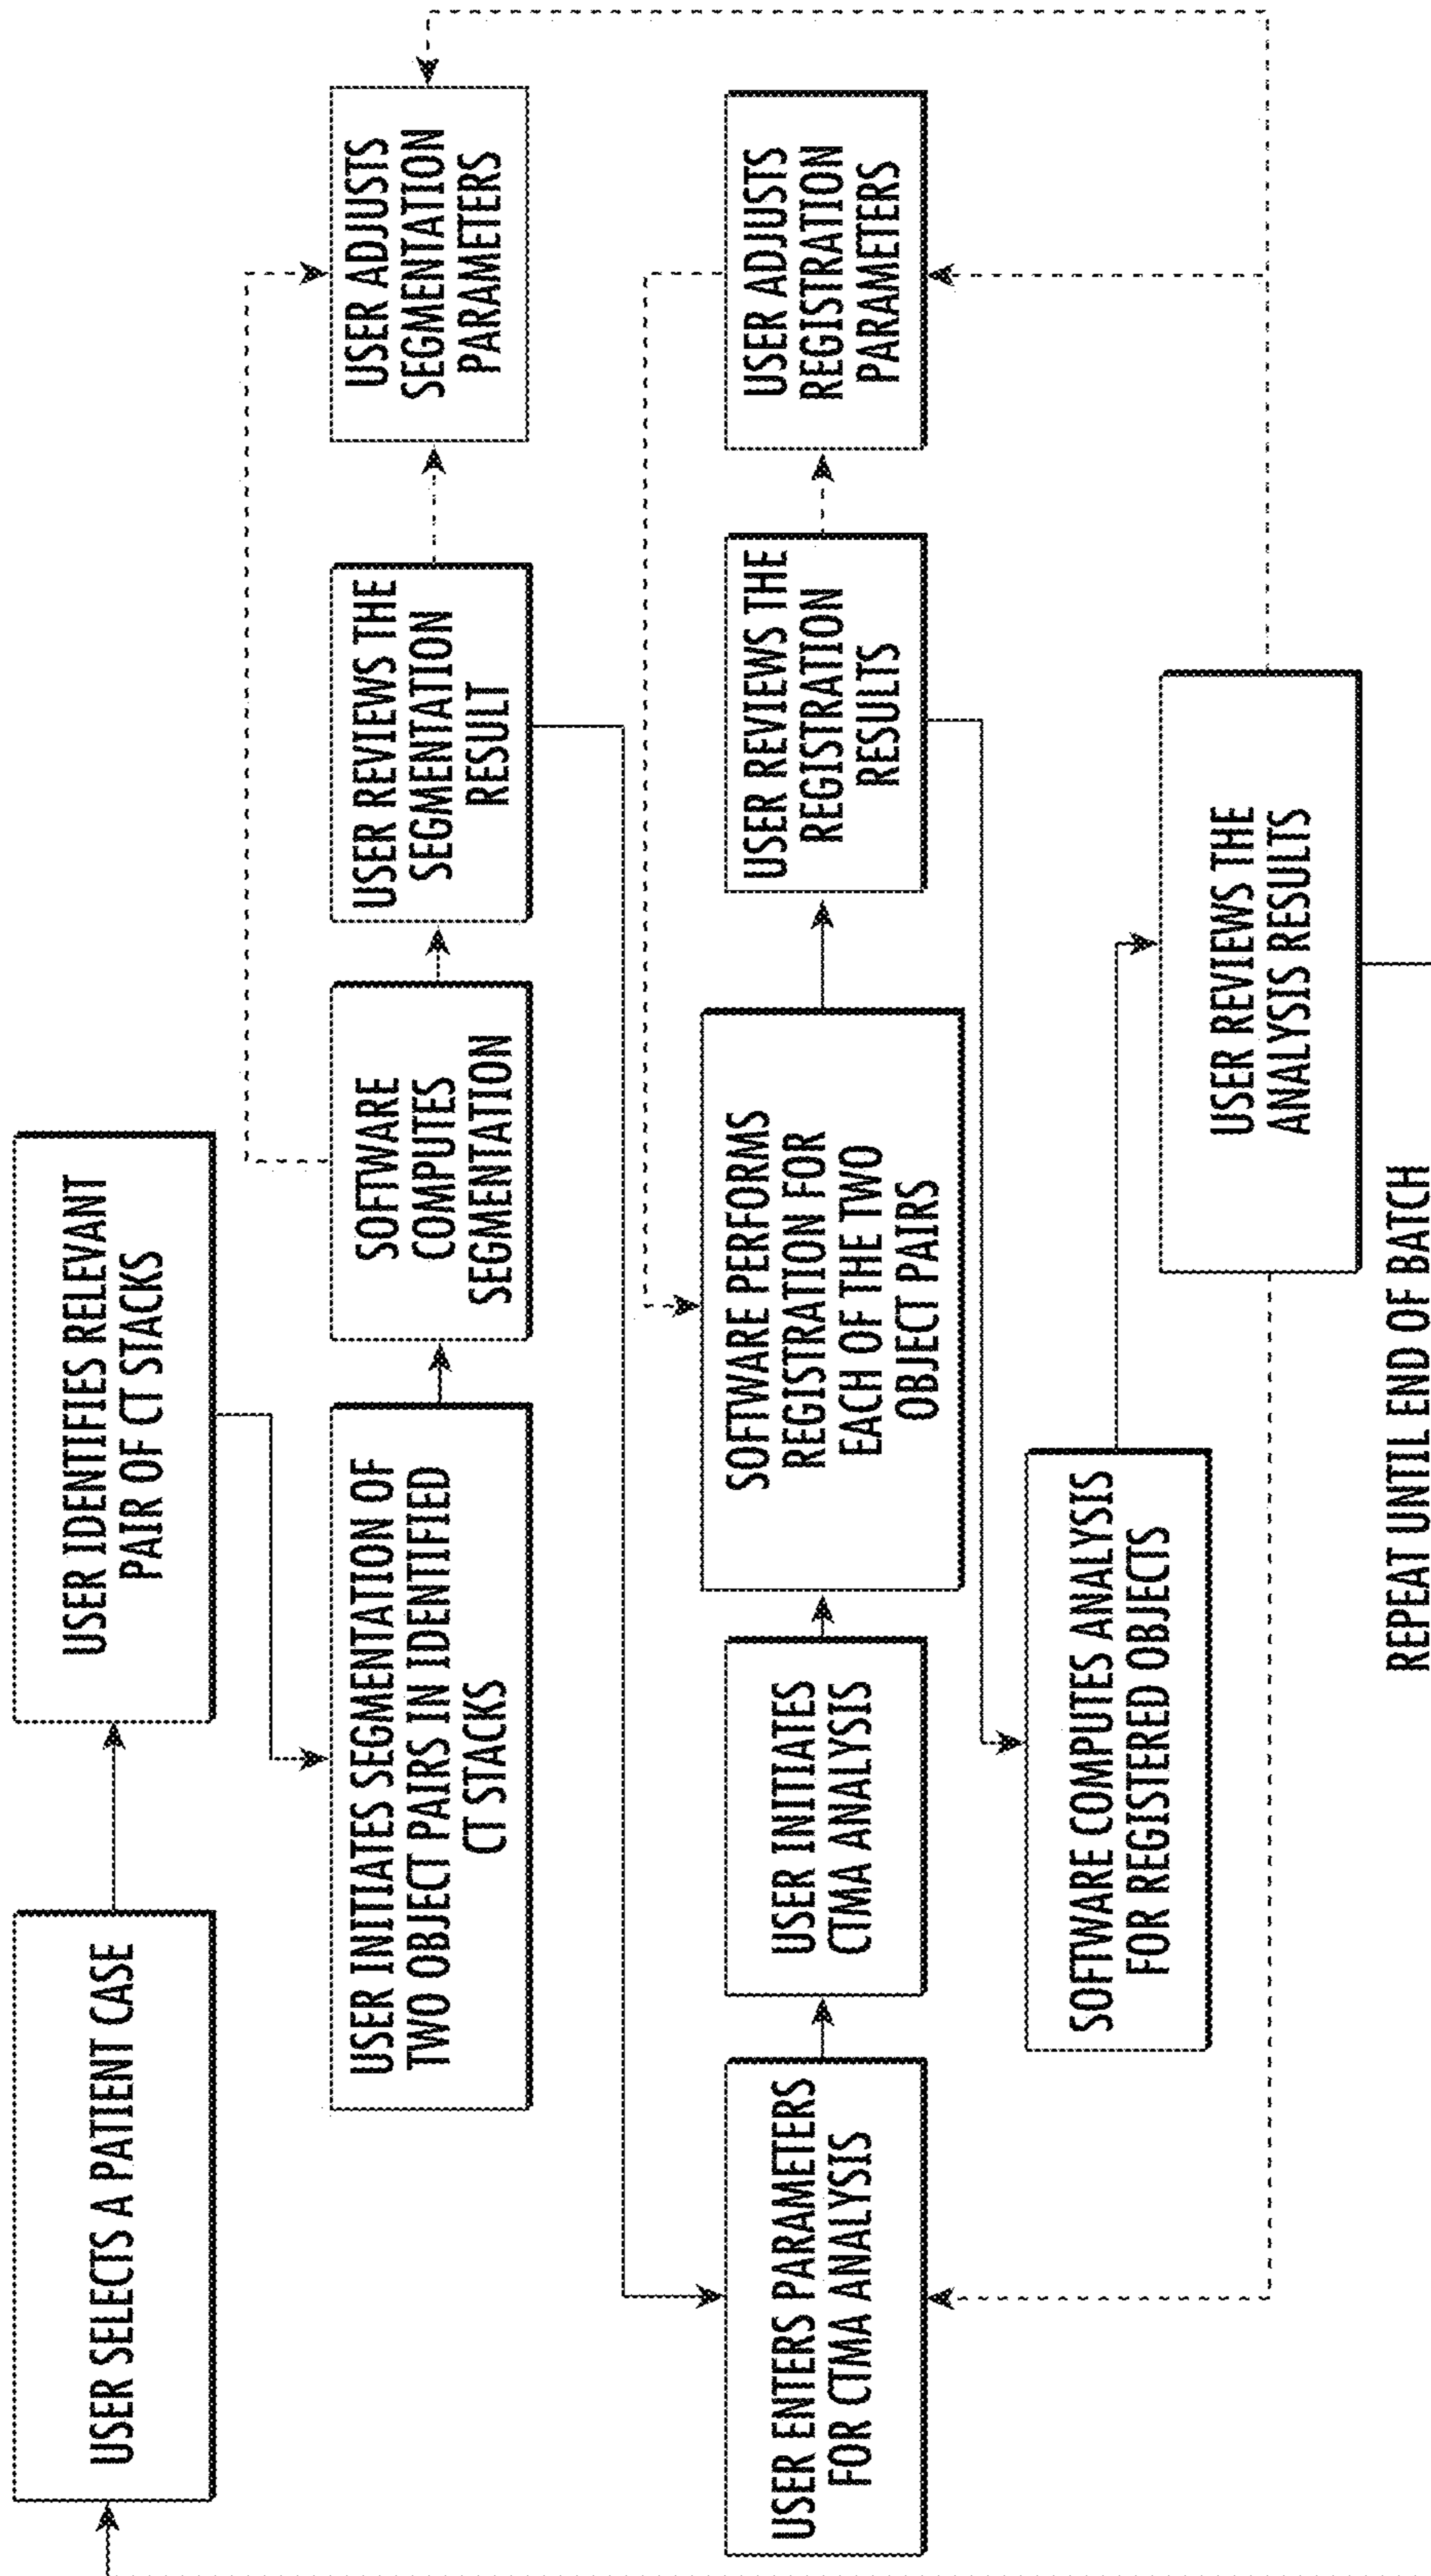 USER SELECTS A PATIENT CASE
USER IDENTIFIES RELEVANT
PAIR OF CT STACKS
USER INITIATES SEGMENTATION OF
TWO OBJECT PAIRS IN IDENTIFIED
CT STACKS
SOFTWARE
COMPUTES
SEGMENTATION
USER REVIEWS THE
SEGMENTATION
RESULT
USER ADJUSTS
SEGMENTATION
PARAMETERS
USER ENTERS PARAMETERS
FOR CTMA ANALYSIS
USER INITIATES
CTMA ANALYSIS
SOFTWARE PERFORMS
REGISTRATION FOR
EACH OF THE TWO
OBJECT PAIRS
USER REVIEWS THE
REGISTRATION
RESULTS
USER ADJUSTS
REGISTRATION
PARAMETERS
SOFTWARE COMPUTES ANALYSIS
FOR REGISTERED OBJECTS
USER REVIEWS THE
ANALYSIS RESULTS
REPEAT UNTIL END OF BATCH